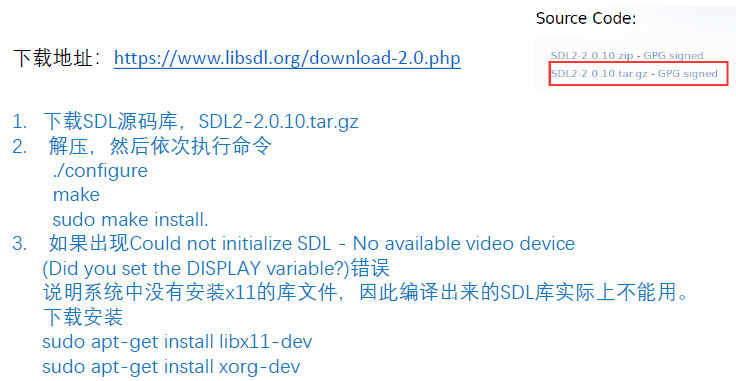 Source Code:
下载地址：https://www.libsdl.org/download-2.0.php
SDL2-2.0.10.zip - GPG signed
SDL2-2.0.10.tar.gz - GPG signed
1. 下载SDL源码库，SDL2-2.0.10.tar.gz
2. 解压，然后依次执行命令
./configure
make
sudo make install.
3. 如果出现Could not initialize SDL - No available video device
(Did you set the DISPLAY variable?)错误
说明系统中没有安装x11的库文件，因此编译出来的SDL库实际上不能用。
下载安装
sudo apt-get install libx11-dev
sudo apt-get install xorg-dev